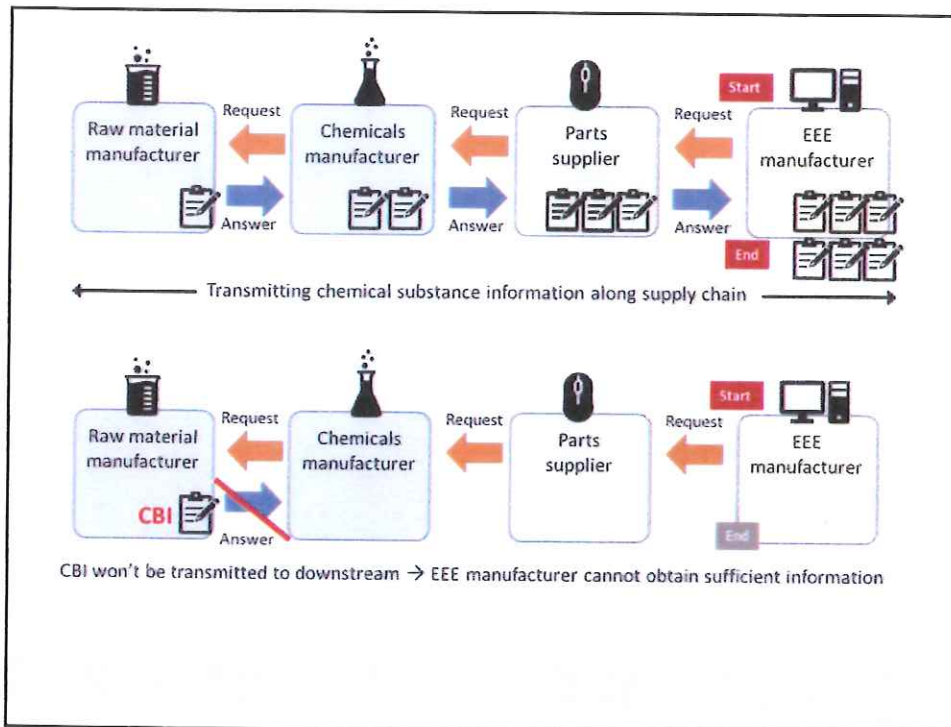 Start
Request
Request
Request
Raw material
manufacturer
Chemicals
manufacturer
Parts
supplier
EEE
manufacturer
Answer
Answer
Answer
End
Transmitting chemical substance information along supply chain
Start
Request
Request
Request
Raw material
manufacturer
Chemicals
manufacturer
Parts
supplier
EEE
manufacturer
CBI
Answer
End
CBI won't be transmitted to downstream → EEE manufacturer cannot obtain sufficient information